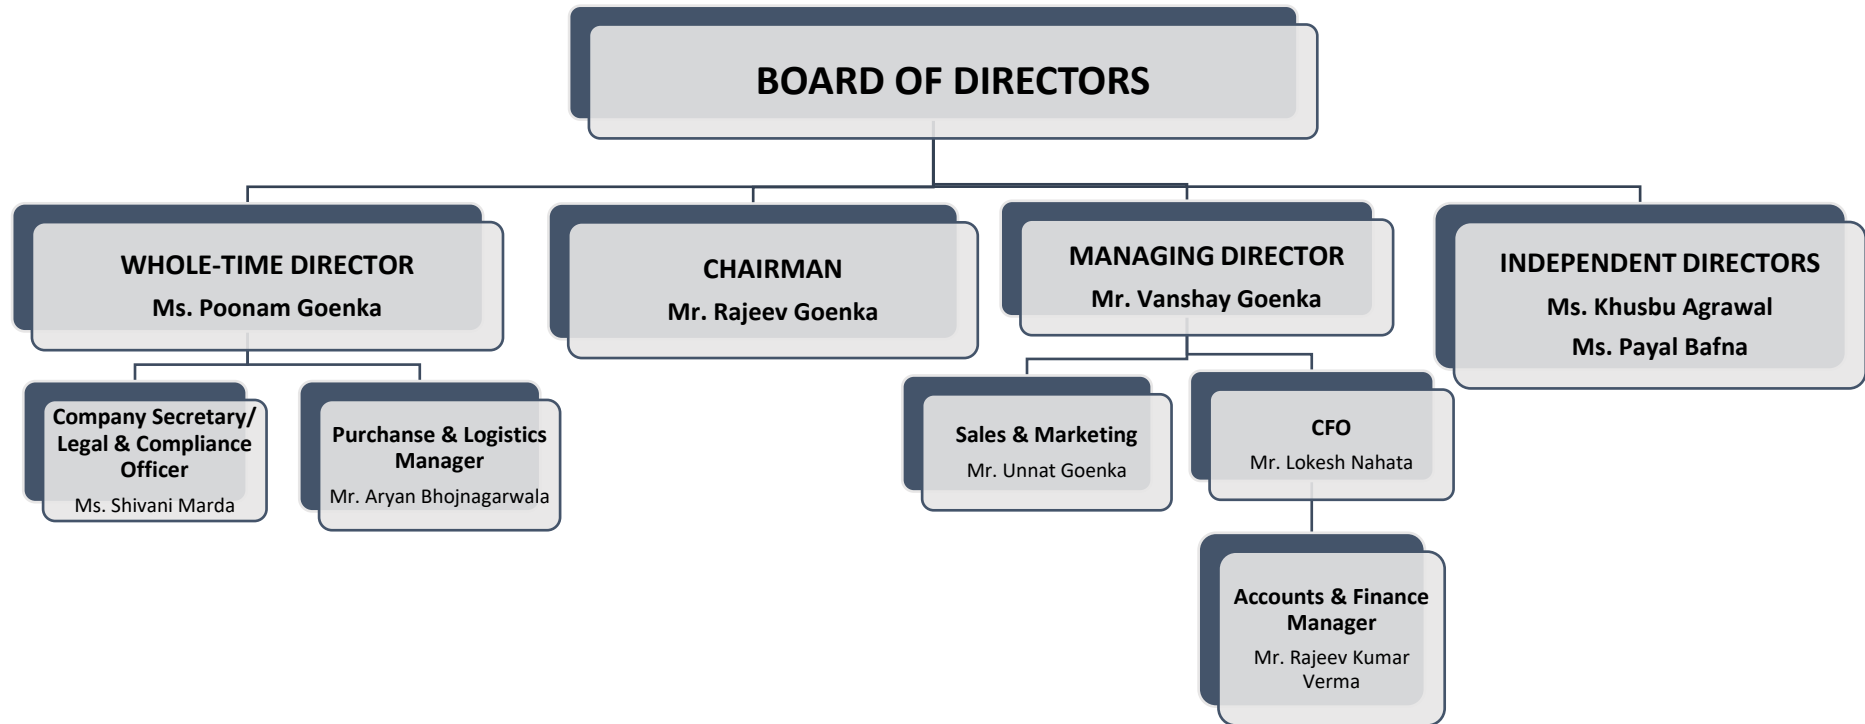 BOARD OF DIRECTORS
WHOLE-TIME DIRECTOR
Ms. Poonam Goenka
CHAIRMAN
Mr. Rajeev Goenka
MANAGING DIRECTOR
Mr. Vanshay Goenka
INDEPENDENT DIRECTORS
Ms. Khusbu Agrawal
Ms. Payal Bafna
Company Secretary/
Legal & Compliance
Officer
Ms. Shivani Marda
Purchanse & Logistics
Manager
Mr. Aryan Bhojnagarwala
Sales & Marketing
Mr. Unnat Goenka
CFO
Mr. Lokesh Nahata
Accounts & Finance
Manager
Mr. Rajeev Kumar
Verma